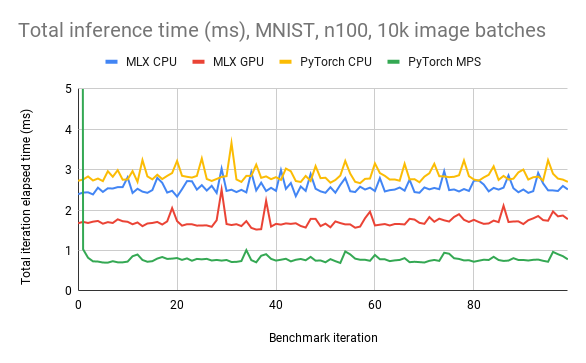 Total inference time (ms), MNIST, n100, 10k image batches
MLX CPU MLX GPU PyTorch CPU PyTorch MPS
Total iteration elapsed time (ms)
5
4
3
2
1
0
0 20 40 60 80
Benchmark iteration